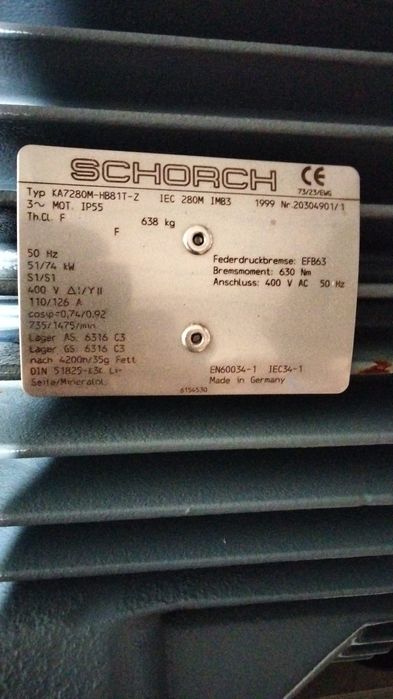 SCHORCH CE
73/23/EWG
Typ KA7280M-HB81T-Z IEC 280M IMB3 1999 Nr.20304901/1
3~ MOT. IP55
Th.CL. F 638 kg
F
50 Hz
51/74 kW
S1/S1
400 V Δ I/Y II
110/126 A
cosφ=0,74/0,92
735/1475/min
Lager AS: 6316 C3
Lager GS: 6316 C3
nach 4200h/35g Fett
DIN 51825-K3K Li-
Seife/Mineralöl
Federdruckbremse: EFB63
Bremsmoment: 630 Nm
Anschluss: 400 V AC 50 Hz
EN60034-1 IEC34-1
Made in Germany
6154530